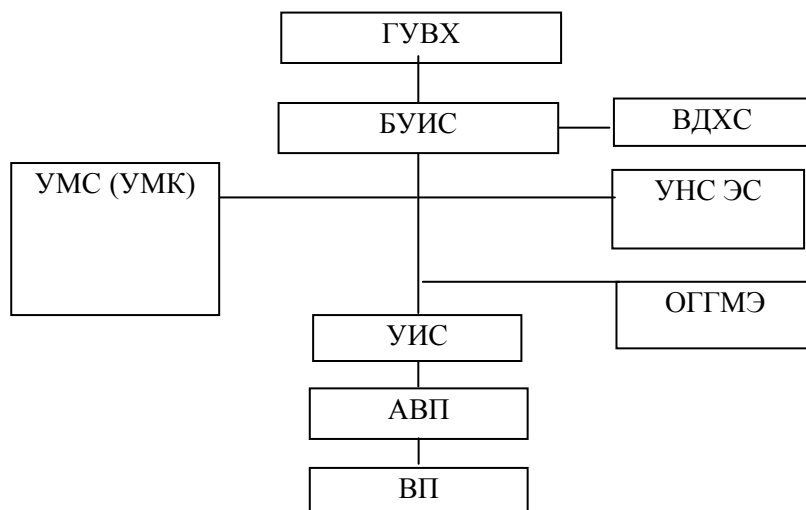 ГУВХ
БУИС
ВДХС
УМС (УМК)
УНС ЭС
ОГГМЭ
УИС
АВП
ВП